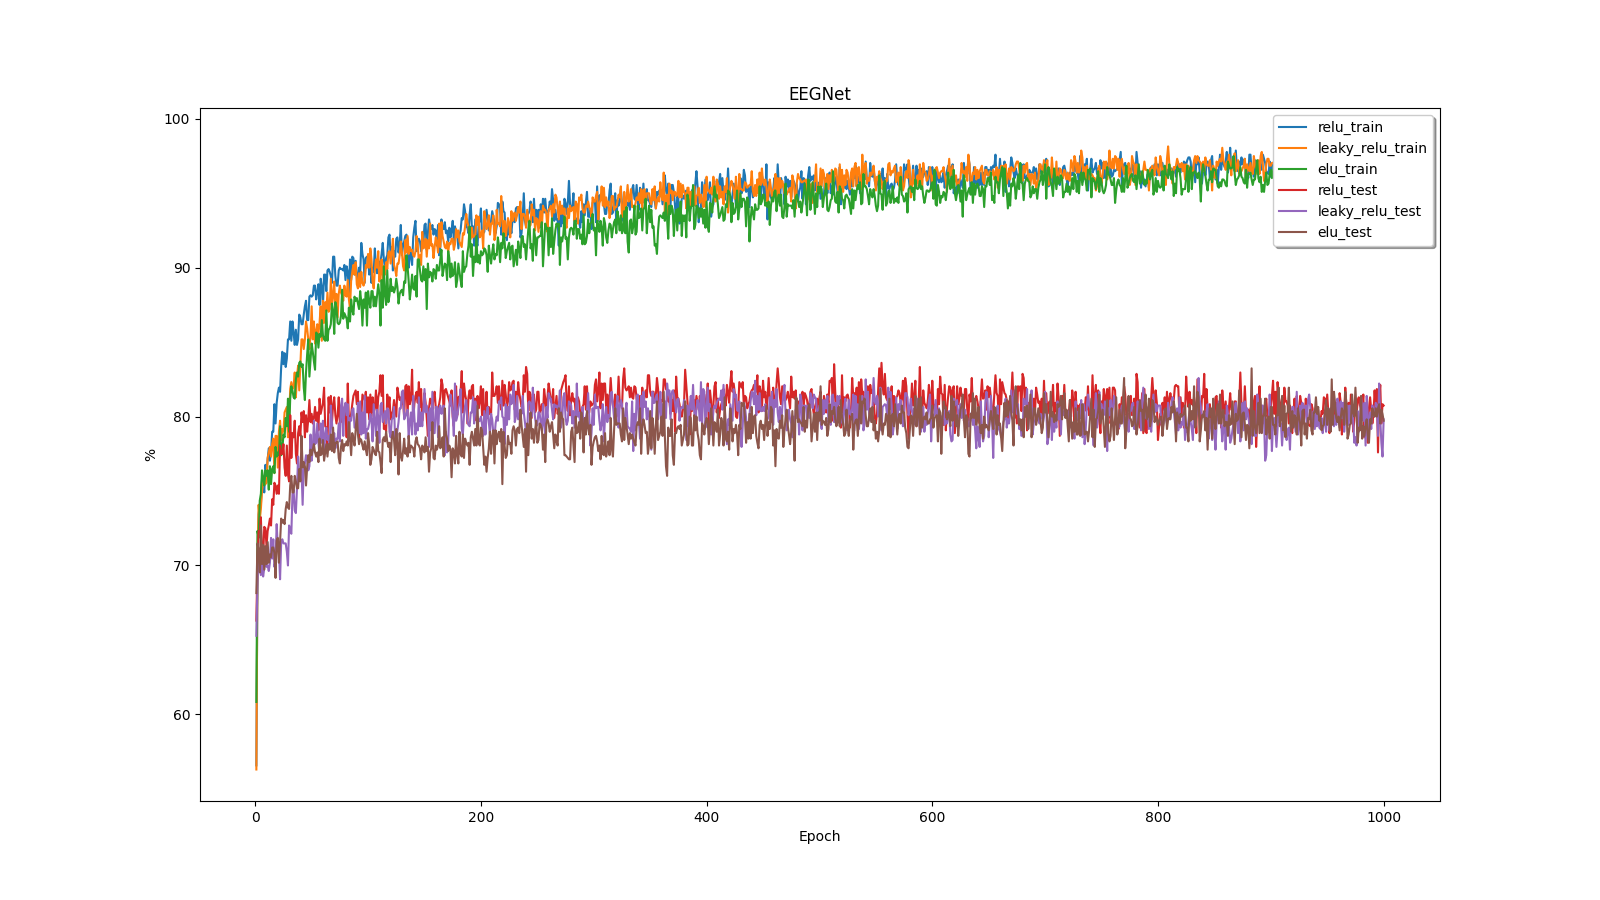 EEGNet
100
90
80
70
60
%
relu_train
leaky_relu_train
elu_train
relu_test
leaky_relu_test
elu_test
0 200 400 600 800 1000
Epoch